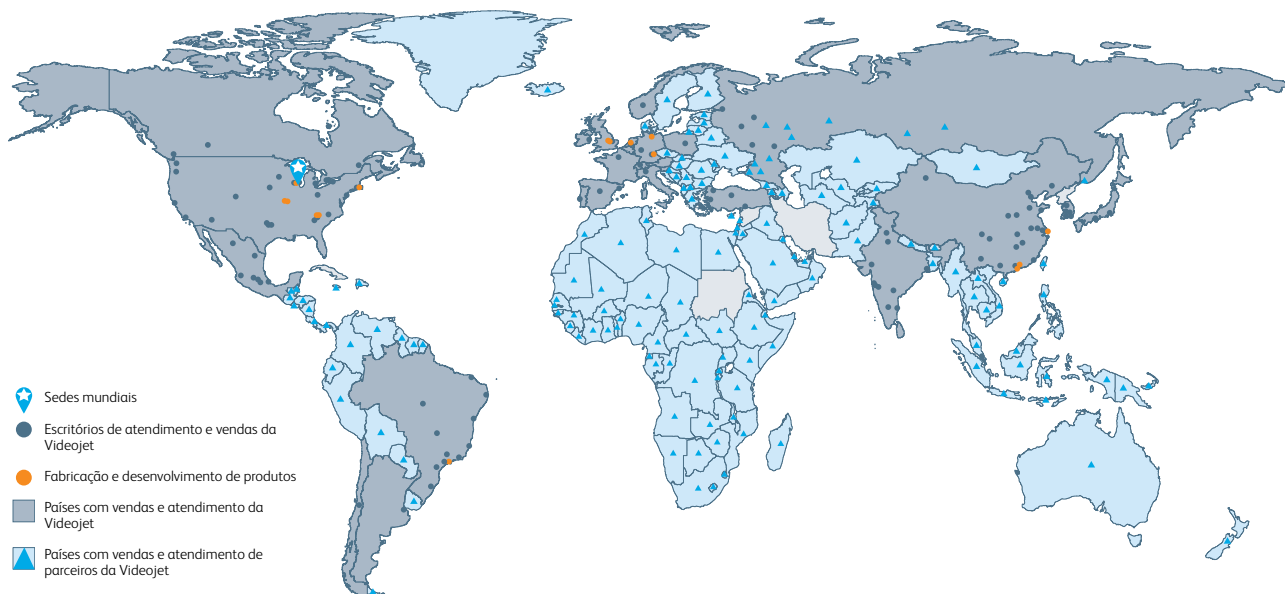 Sedes mundiais
Escritórios de atendimento e vendas da
Videojet
Fabricação e desenvolvimento de produtos
Países com vendas e atendimento da
Videojet
Países com vendas e atendimento de
parceiros da Videojet